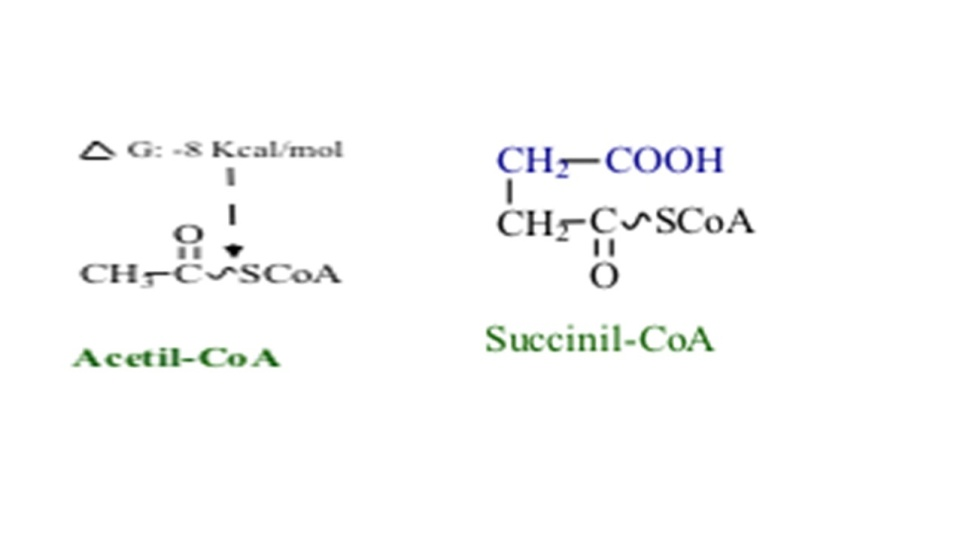 △ G: -8 Kcal/mol
O
CH₃-C~SCoA
Acetil-CoA
CH₂-COOH
CH₂-C~SCoA
O
Succinil-CoA